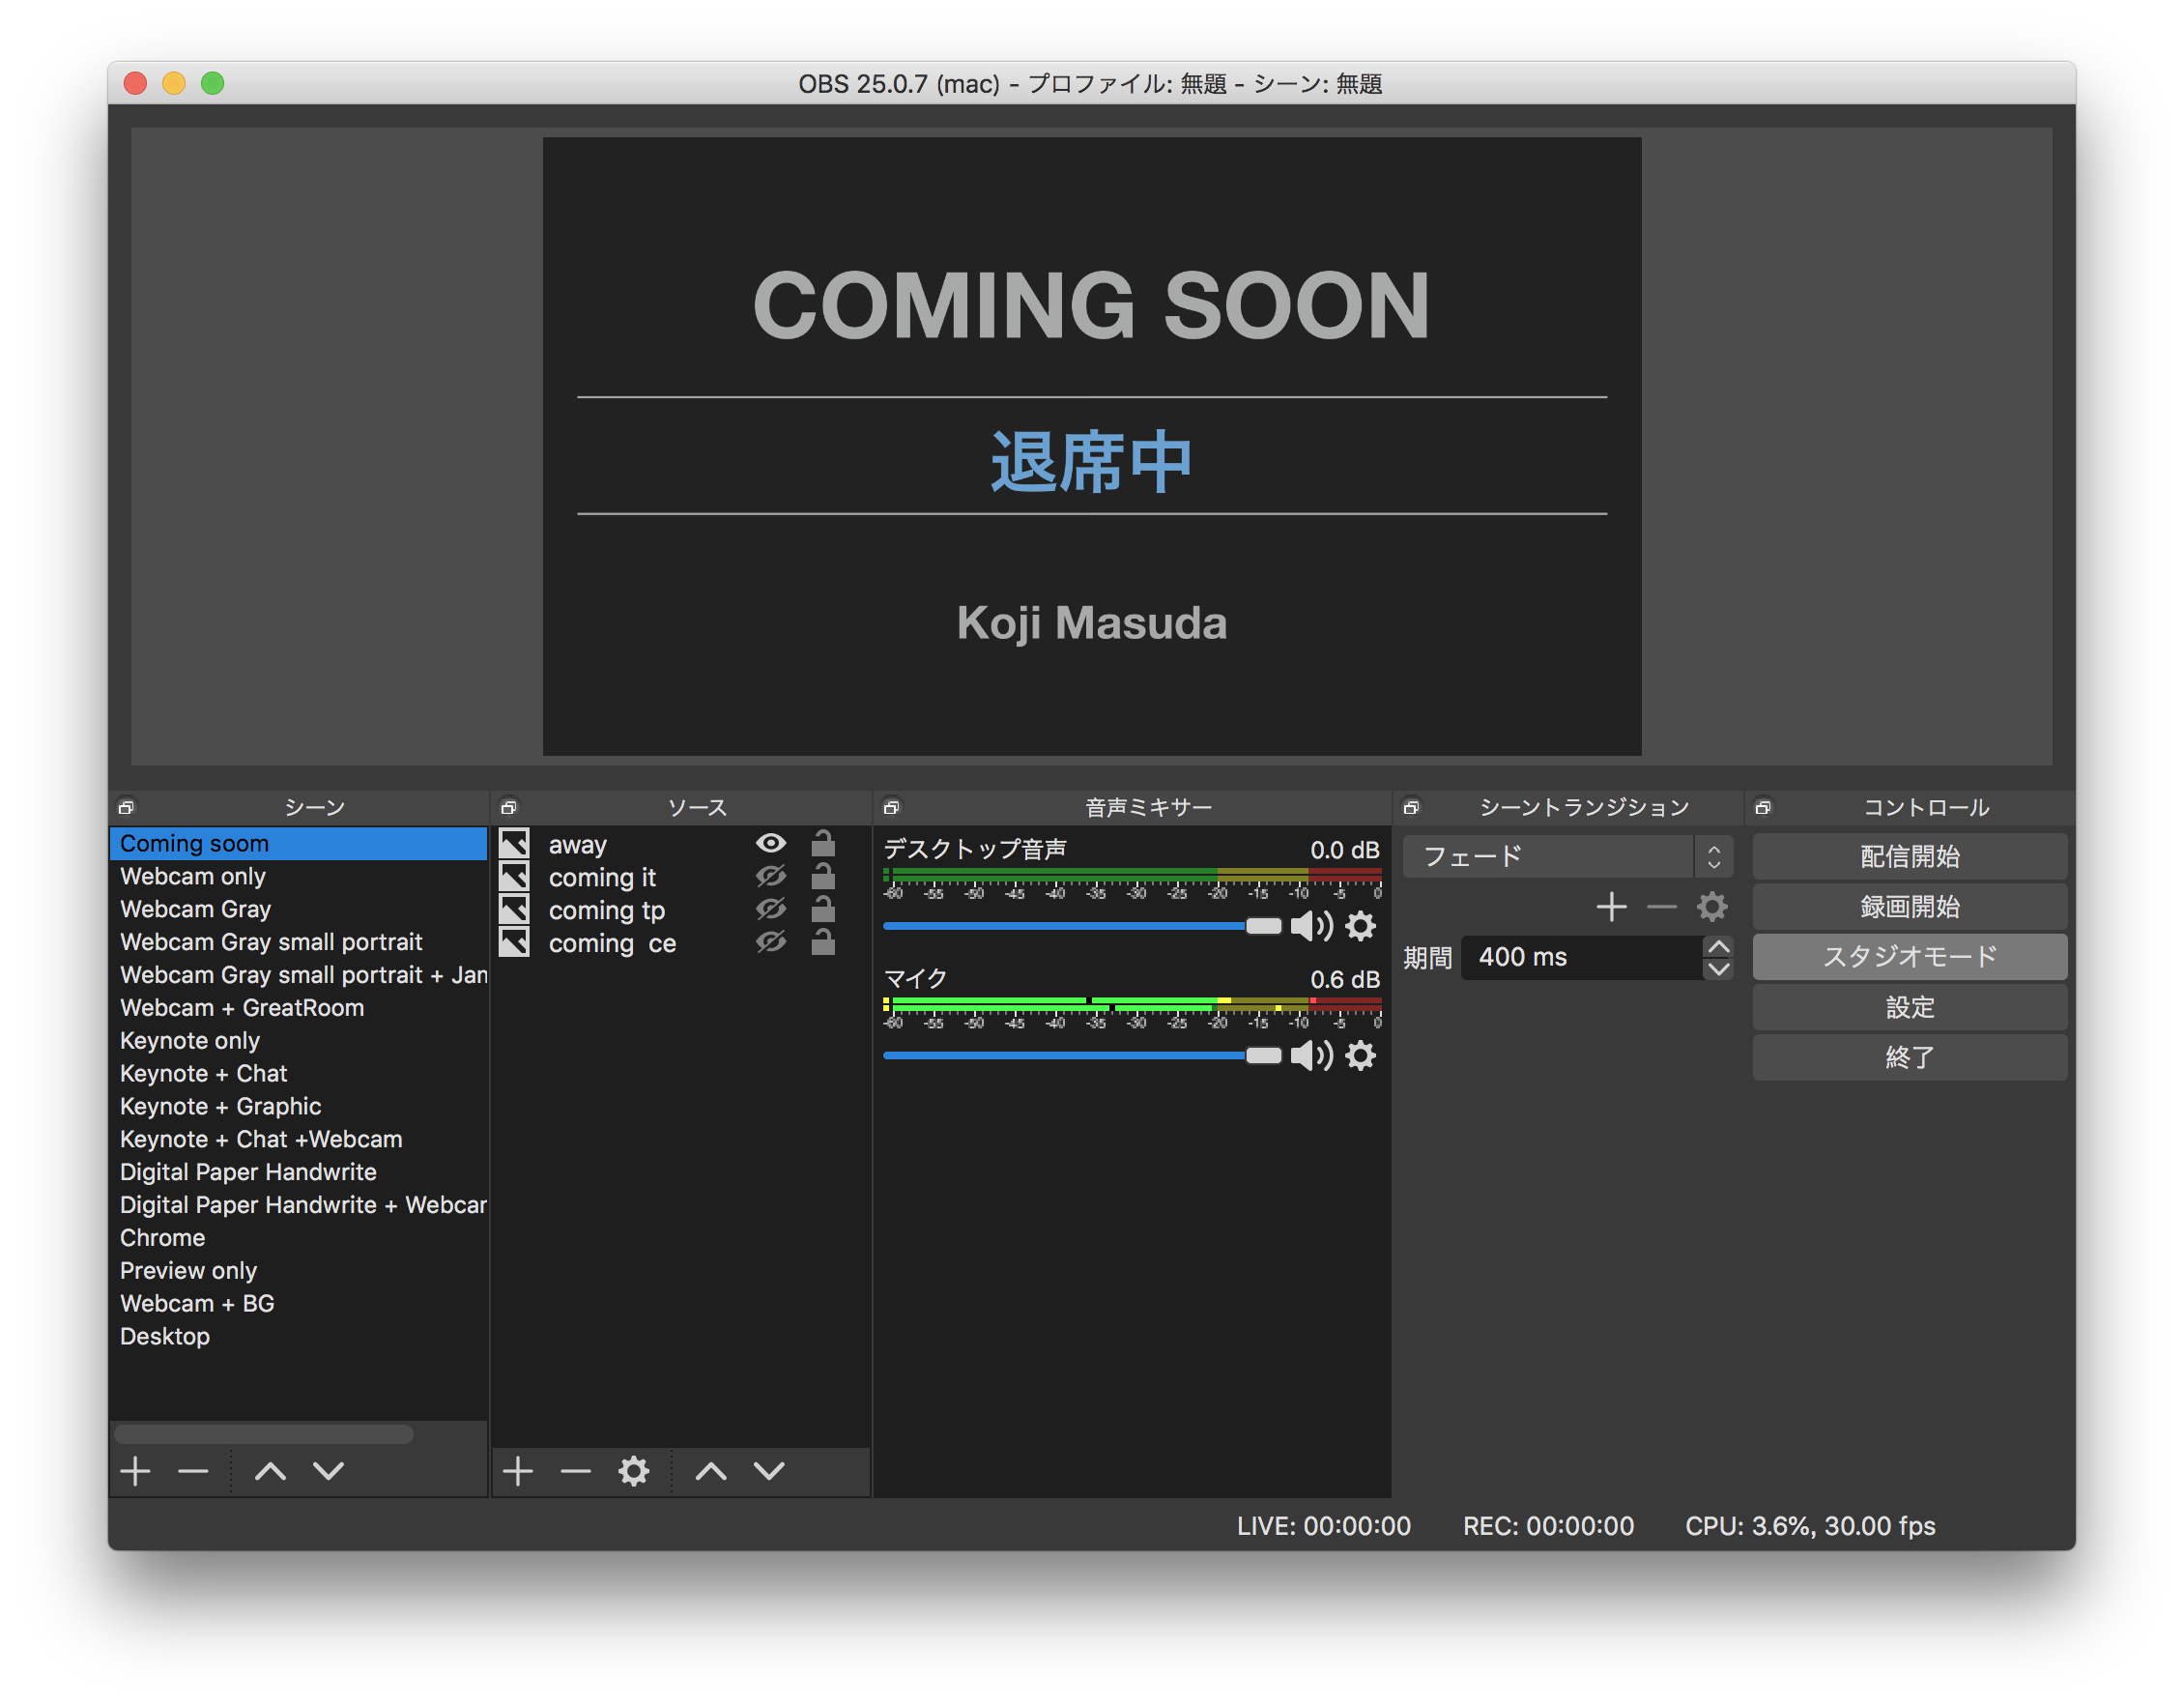 OBS 25.0.7 (mac) - プロファイル: 無題 - シーン: 無題
COMING SOON
退席中
Koji Masuda
シーン
Coming soom
Webcam only
Webcam Gray
Webcam Gray small portrait
Webcam Gray small portrait + Jan
Webcam + GreatRoom
Keynote only
Keynote + Chat
Keynote + Graphic
Keynote + Chat +Webcam
Digital Paper Handwrite
Digital Paper Handwrite + Webcar
Chrome
Preview only
Webcam + BG
Desktop
ソース
away
coming it
coming tp
coming  ce
音声ミキサー
デスクトップ音声 0.0 dB
-60 -55 -50 -45 -40 -35 -30 -25 -20 -15 -10 -5 0
マイク 0.6 dB
-60 -55 -50 -45 -40 -35 -30 -25 -20 -15 -10 -5 0
シーントランジション
フェード
期間 400 ms
コントロール
配信開始
録画開始
スタジオモード
設定
終了
LIVE: 00:00:00 REC: 00:00:00 CPU: 3.6%, 30.00 fps